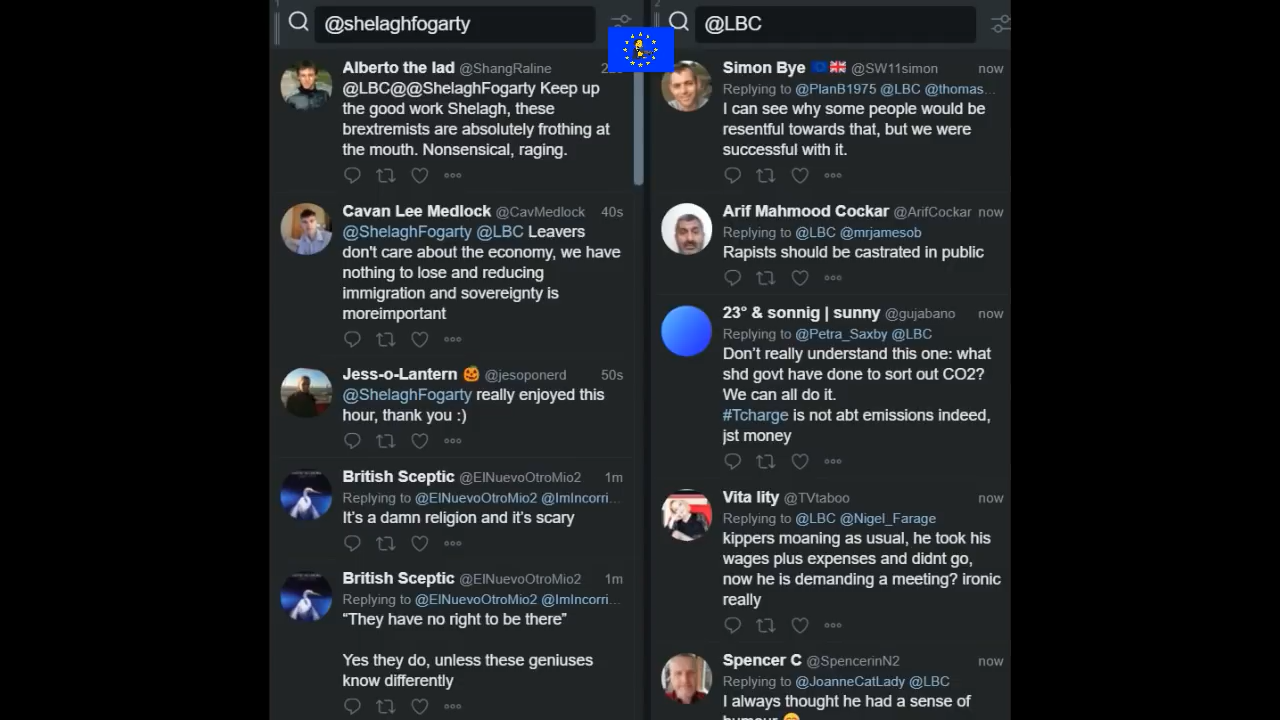 @shelaghfogarty
Alberto the lad @ShangRaline
@LBC@@ShelaghFogarty Keep up
the good work Shelagh, these
brextremists are absolutely frothing at
the mouth. Nonsensical, raging.
Cavan Lee Medlock @CavMedlock 40s
@ShelaghFogarty @LBC Leavers
don't care about the economy, we have
nothing to lose and reducing
immigration and sovereignty is
moreimportant
Jess-o-Lantern 🎃 @jesoponerd 50s
@ShelaghFogarty really enjoyed this
hour, thank you :)
British Sceptic @ElNuevoOtroMio2 1m
Replying to @ElNuevoOtroMio2 @ImIncorri...
It's a damn religion and it's scary
British Sceptic @ElNuevoOtroMio2 1m
Replying to @ElNuevoOtroMio2 @ImIncorri...
“They have no right to be there”
Yes they do, unless these geniuses
know differently
@LBC
Simon Bye 🇪🇺🇬🇧 @SW11simon now
Replying to @PlanB1975 @LBC @thomas...
I can see why some people would be
resentful towards that, but we were
successful with it.
Arif Mahmood Cockar @ArifCockar now
Replying to @LBC @mrjamesob
Rapists should be castrated in public
23° & sonnig | sunny @gujabano now
Replying to @Petra_Saxby @LBC
Don't really understand this one: what
shd govt have done to sort out CO2?
We can all do it.
#Tcharge is not abt emissions indeed,
jst money
Vita lity @TVtaboo now
Replying to @LBC @Nigel_Farage
kippers moaning as usual, he took his
wages plus expenses and didnt go,
now he is demanding a meeting? ironic
really
Spencer C @SpencerinN2 now
Replying to @JoanneCatLady @LBC
I always thought he had a sense of
humour 😊